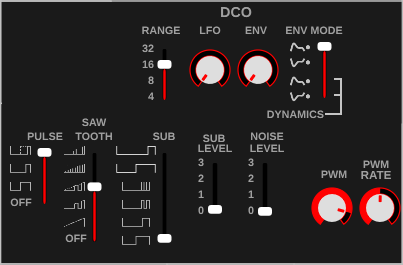 DCO
RANGE LFO ENV ENV MODE
32
16
8
4
DYNAMICS
SAW
PULSE TOOTH SUB
OFF
OFF
SUB
LEVEL
3
2
1
0
NOISE
LEVEL
3
2
1
0
PWM
PWM
RATE